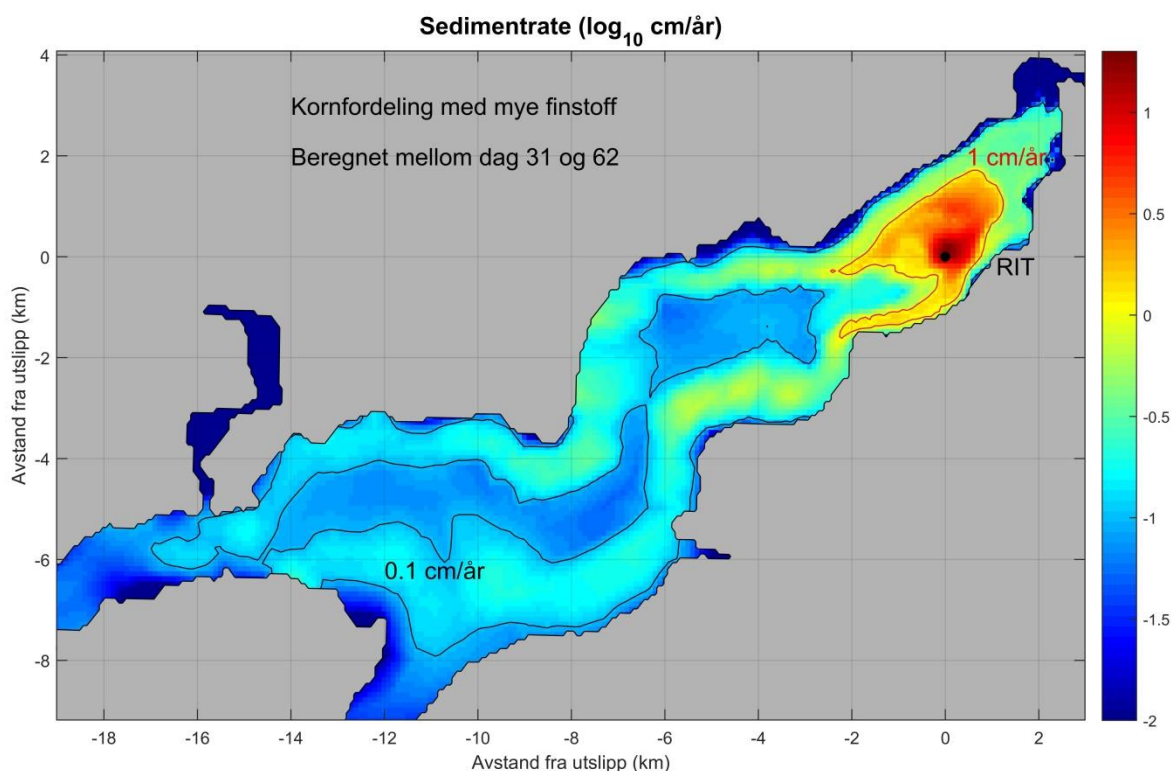 Sedimentrate (log10 cm/år)
Kornfordeling med mye finstoff
Beregnet mellom dag 31 og 62
1 cm/år
RIT
0.1 cm/år
Avstand fra utslipp (km)
4
2
0
-2
-4
-6
-8
-18 -16 -14 -12 -10 -8 -6 -4 -2 0 2
Avstand fra utslipp (km)
1
0.5
0
-0.5
-1
-1.5
-2